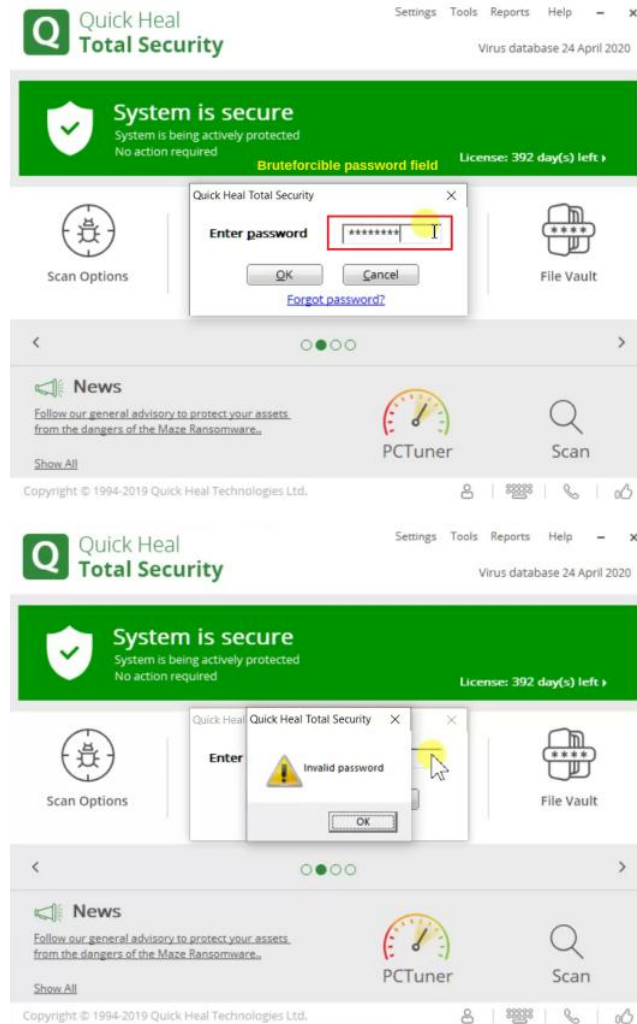 Settings Tools Reports Help
Quick Heal
Total Security
Virus database 24 April 2020
System is secure
System is being actively protected
No action required
Bruteforcible password field
License: 392 day(s) left
Quick Heal Total Security
Enter password ********
OK Cancel
Forgot password?
Scan Options
****
File Vault
News
Follow our general advisory to protect your assets
from the dangers of the Maze Ransomware..
Show All
PCTuner
Scan
Copyright © 1994-2019 Quick Heal Technologies Ltd.
Settings Tools Reports Help
Quick Heal
Total Security
Virus database 24 April 2020
System is secure
System is being actively protected
No action required
License: 392 day(s) left
Quick Heal
Quick Heal Total Security
Enter
Invalid password
OK
Scan Options
****
File Vault
News
Follow our general advisory to protect your assets
from the dangers of the Maze Ransomware..
Show All
PCTuner
Scan
Copyright © 1994-2019 Quick Heal Technologies Ltd.